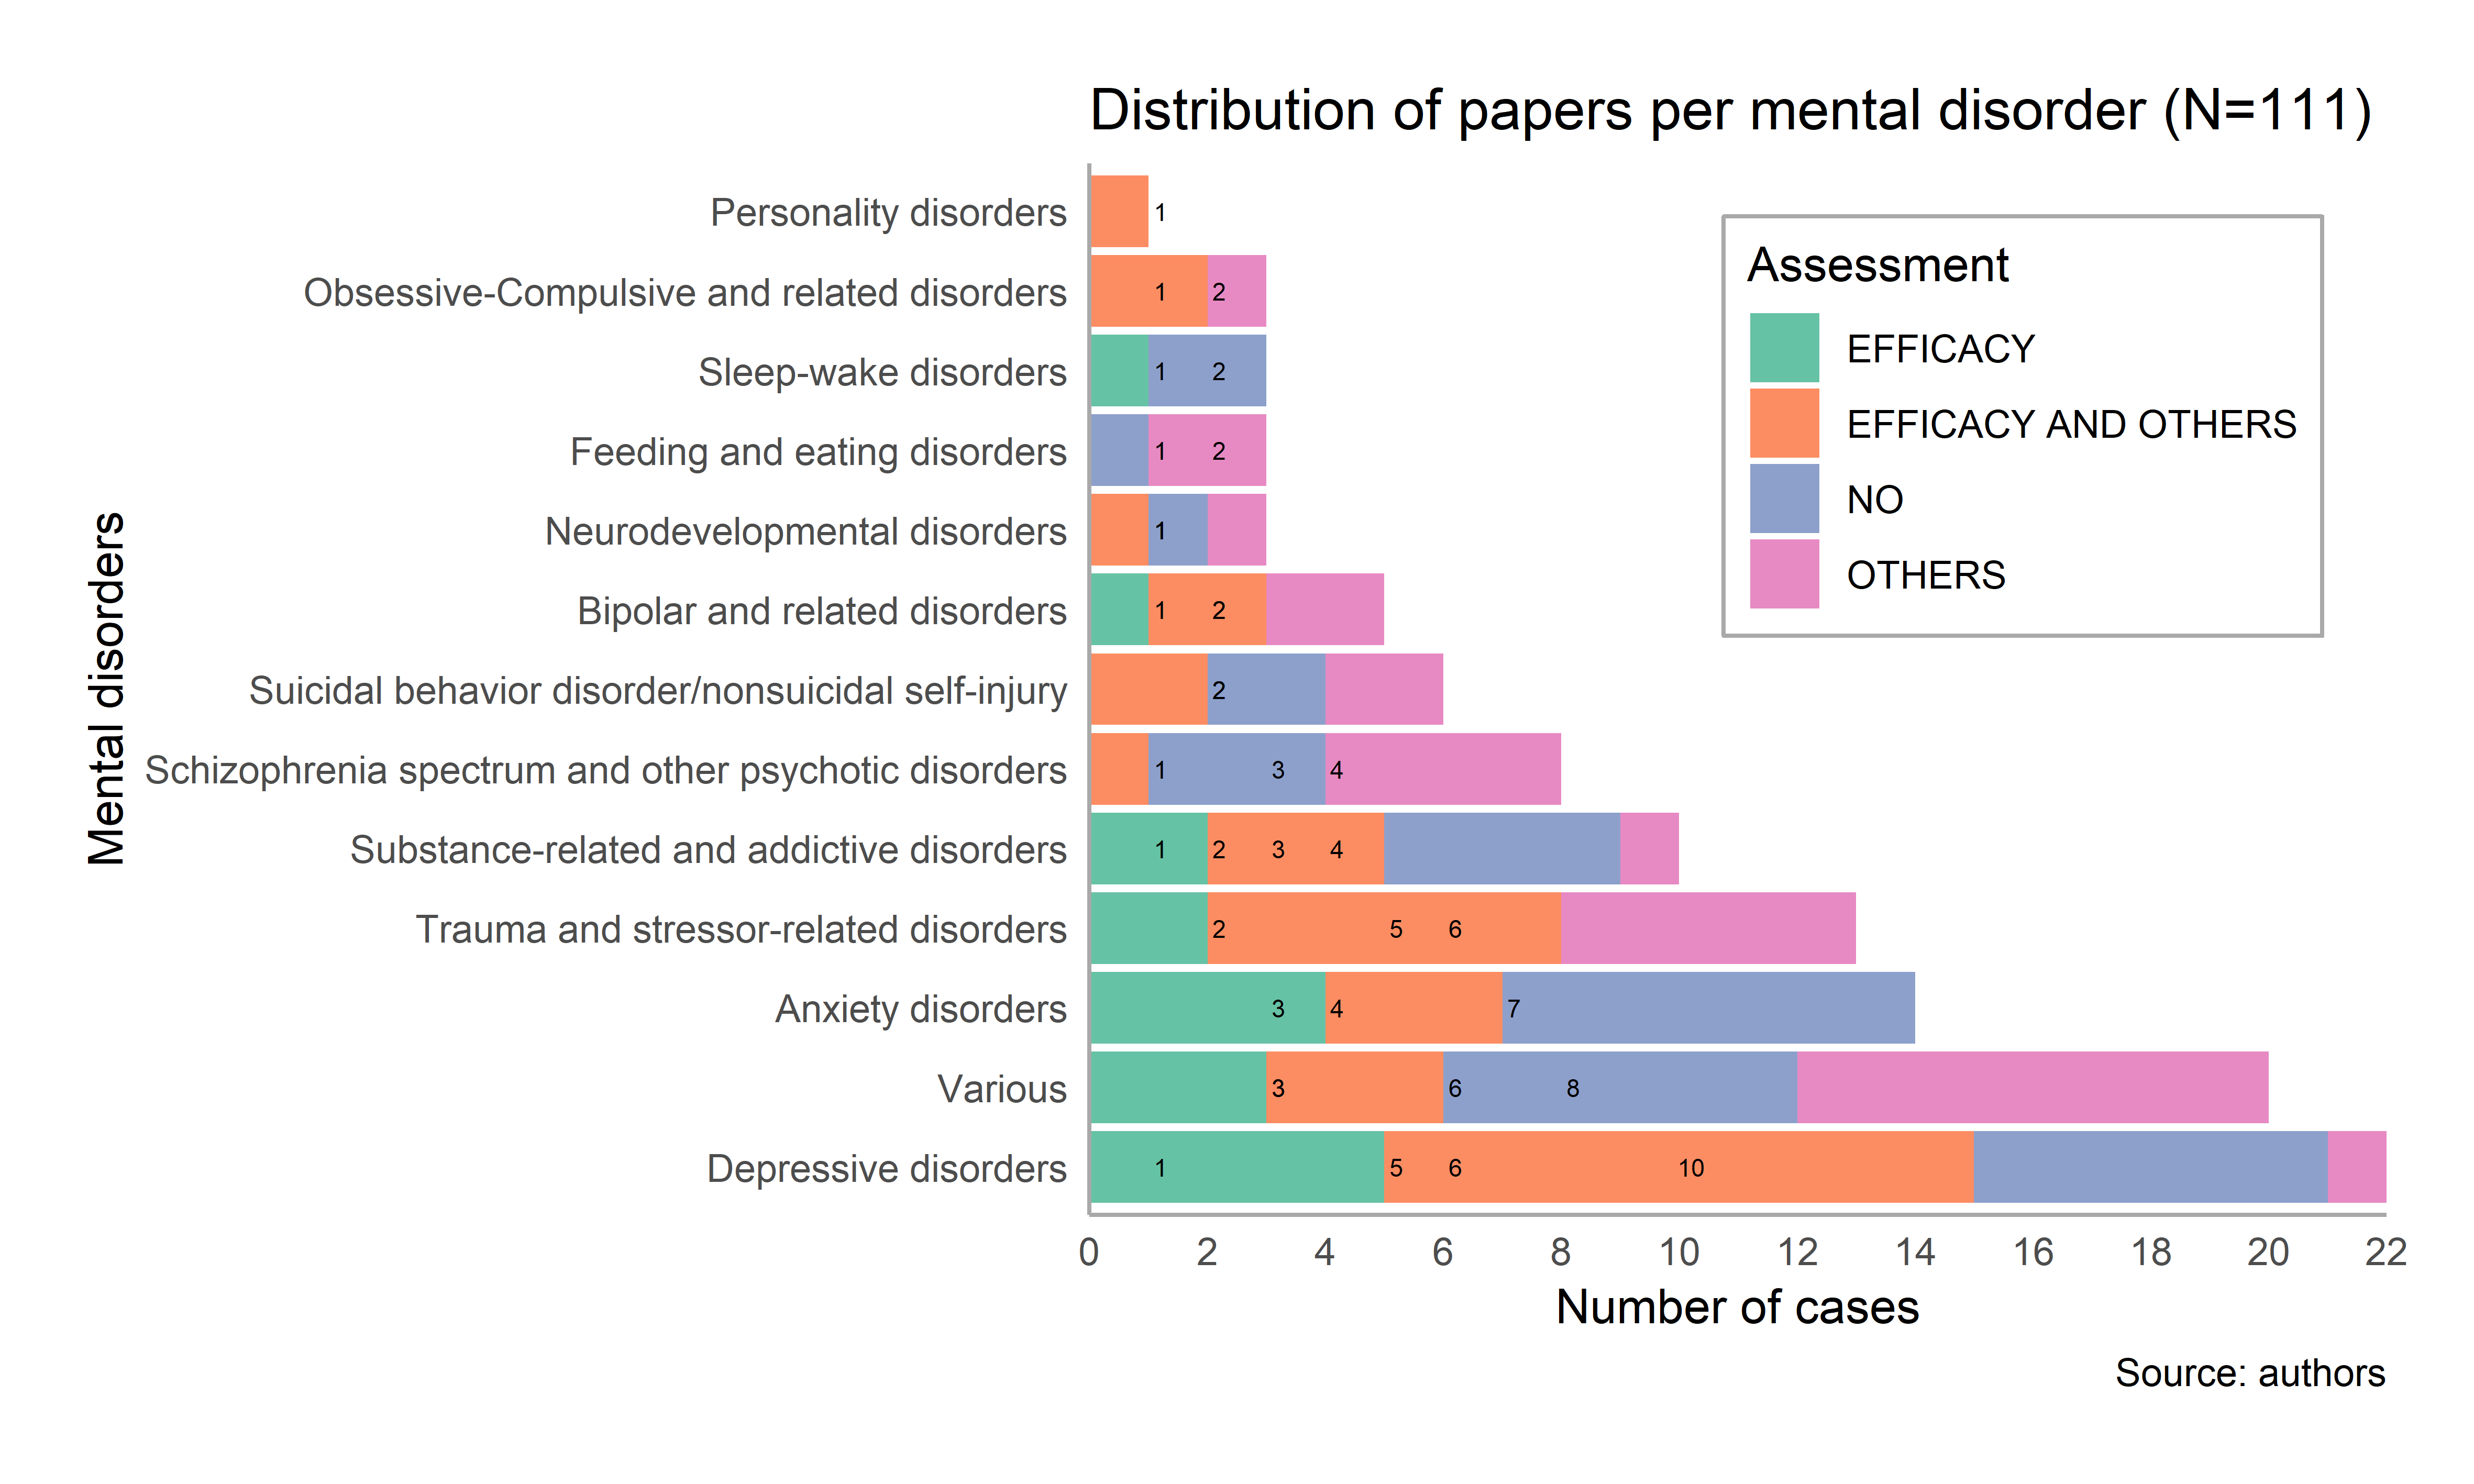 Distribution of papers per mental disorder (N=111)
Personality disorders 1
Obsessive-Compulsive and related disorders 1 2
Sleep-wake disorders 1 2
Feeding and eating disorders 1 2
Neurodevelopmental disorders 1
Bipolar and related disorders 1 2
Suicidal behavior disorder/nonsuicidal self-injury 2
Schizophrenia spectrum and other psychotic disorders 1 3 4
Substance-related and addictive disorders 1 2 3 4
Trauma and stressor-related disorders 2 5 6
Anxiety disorders 3 4 7
Various 3 6 8
Depressive disorders 1 5 6 10
Mental disorders
0 2 4 6 8 10 12 14 16 18 20 22
Number of cases
Assessment
EFFICACY
EFFICACY AND OTHERS
NO
OTHERS
Source: authors